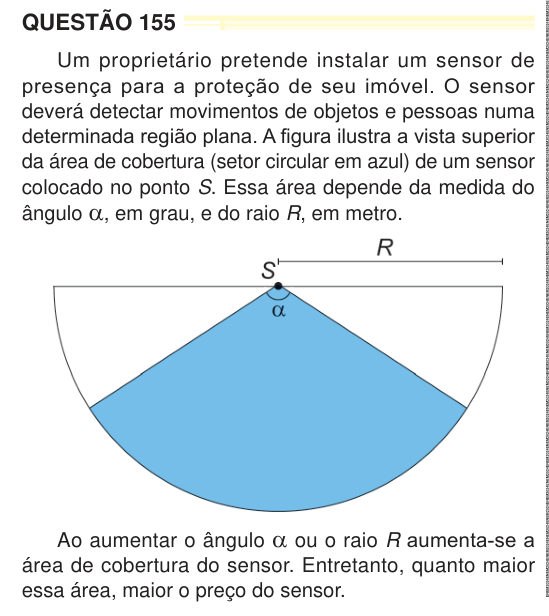 QUESTÃO 155
Um proprietário pretende instalar um sensor de
presença para a proteção de seu imóvel. O sensor
deverá detectar movimentos de objetos e pessoas numa
determinada região plana. A figura ilustra a vista superior
da área de cobertura (setor circular em azul) de um sensor
colocado no ponto S. Essa área depende da medida do
ângulo α, em grau, e do raio R, em metro.
R
S
α
Ao aumentar o ângulo α ou o raio R aumenta-se a
área de cobertura do sensor. Entretanto, quanto maior
essa área, maior o preço do sensor.